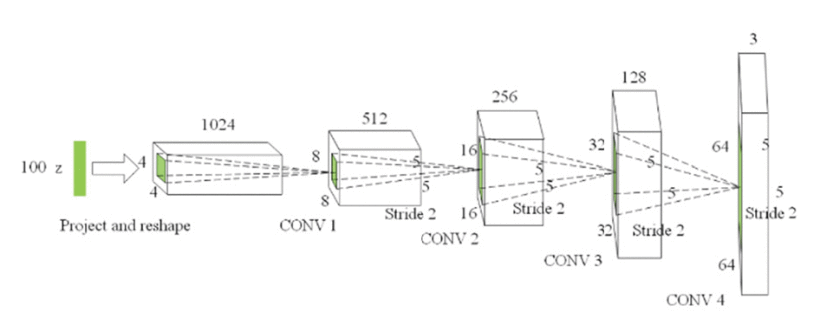 100 z
Project and reshape
4
4
1024
8
8
512
CONV 1
5
5
Stride 2
16
16
256
CONV 2
5
5
Stride 2
32
32
128
CONV 3
5
5
Stride 2
64
64
3
CONV 4
5
5
Stride 2